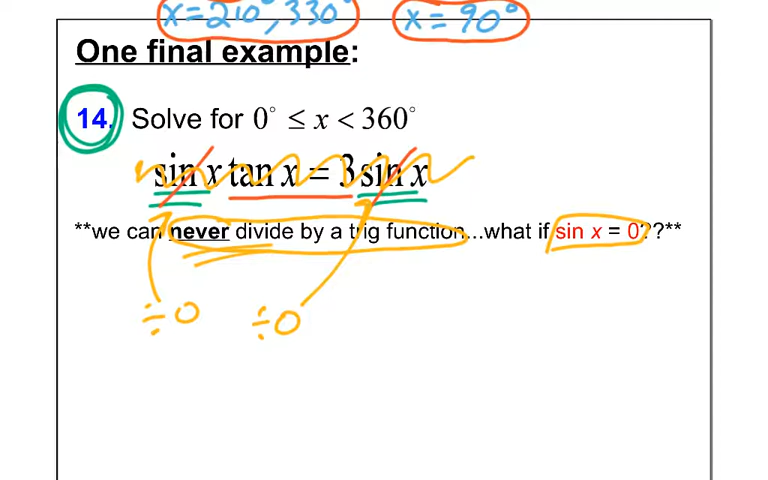 x=210°, 330° x=90°
One final example:
14. Solve for 0° ≤ x < 360°
sin x tan x = 3 sin x
**we can never divide by a trig function...what if sin x = 0??**
÷0 ÷0